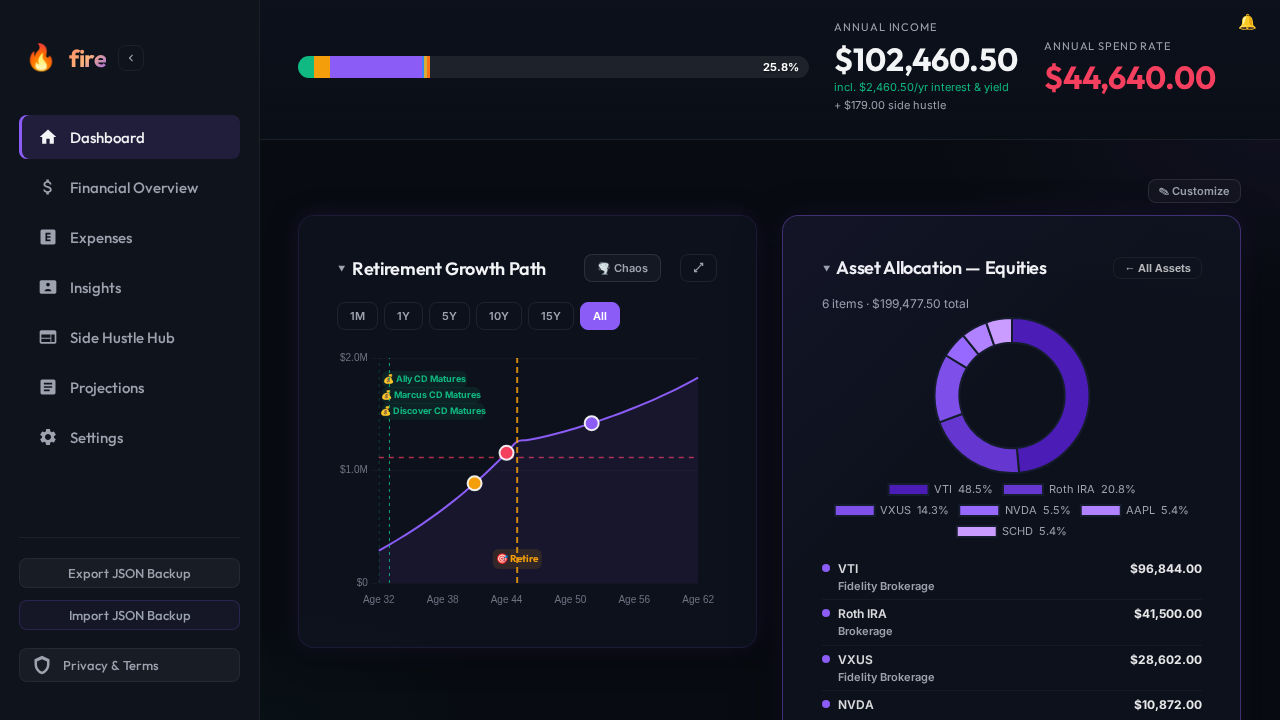 fire
Dashboard
Financial Overview
Expenses
Insights
Side Hustle Hub
Projections
Settings
Export JSON Backup
Import JSON Backup
Privacy & Terms
25.8%
ANNUAL INCOME
$102,460.50
incl. $2,460.50/yr interest & yield
+ $179.00 side hustle
ANNUAL SPEND RATE
$44,640.00
✎ Customize
Retirement Growth Path
Chaos
1M 1Y 5Y 10Y 15Y All
$2.0M
Ally CD Matures
Marcus CD Matures
Discover CD Matures
$1.0M
Retire
$0
Age 32 Age 38 Age 44 Age 50 Age 56 Age 62
Asset Allocation — Equities
← All Assets
6 items · $199,477.50 total
VTI 48.5% Roth IRA 20.8%
VXUS 14.3% NVDA 5.5% AAPL 5.4%
SCHD 5.4%
VTI $96,844.00
Fidelity Brokerage
Roth IRA $41,500.00
Brokerage
VXUS $28,602.00
Fidelity Brokerage
NVDA $10,872.00